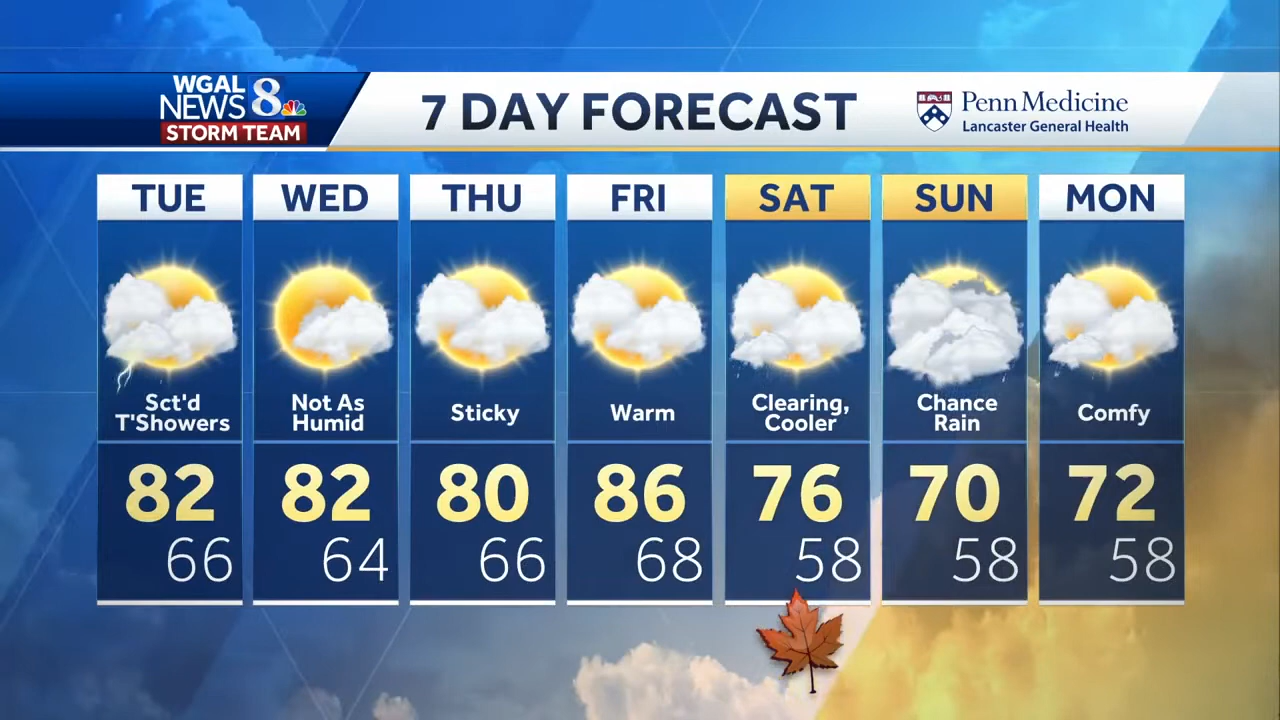 WGAL
NEWS 8
STORM TEAM
7 DAY FORECAST
Penn Medicine
Lancaster General Health
TUE
Sct'd
T'Showers
82
66
WED
Not As
Humid
82
64
THU
Sticky
80
66
FRI
Warm
86
68
SAT
Clearing,
Cooler
76
58
SUN
Chance
Rain
70
58
MON
Comfy
72
58